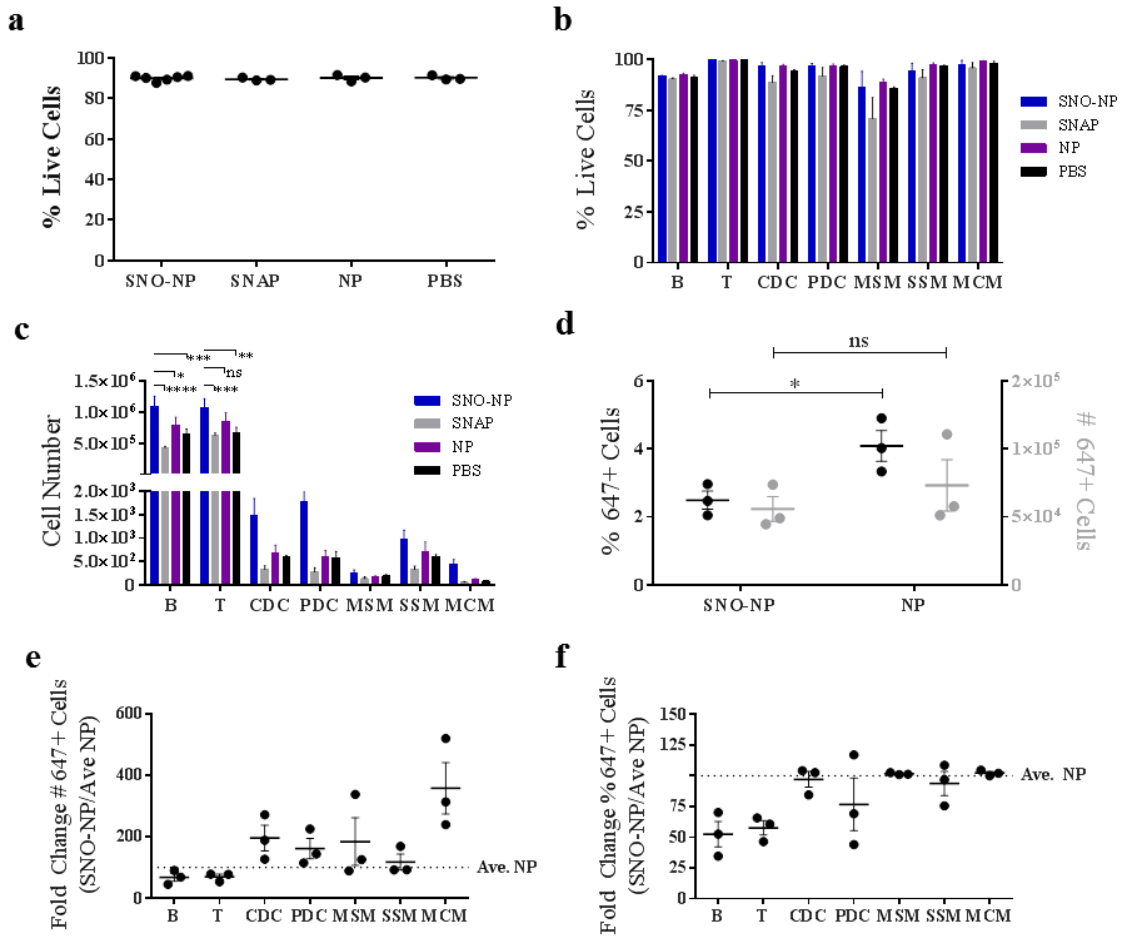 a
% Live Cells
100
80
60
40
20
0
SNO-NP SNAP NP PBS
b
% Live Cells
100
75
50
25
0
B T CDC PDC MSM SSM MCM
SNO-NP
SNAP
NP
PBS
c
Cell Number
1.5×10⁶
1.0×10⁶
5.0×10⁵
2.0×10³
1.5×10³
1.0×10³
5.0×10²
0
*** **
* ns
**** ***
B T CDC PDC MSM SSM MCM
SNO-NP
SNAP
NP
PBS
d
ns
*
% 647+ Cells
6
4
2
0
2×10⁵
1×10⁵
5×10⁴
0
# 647+ Cells
SNO-NP NP
e
Fold Change # 647+ Cells
(SNO-NP/Ave NP)
600
400
200
0
Ave. NP
B T CDC PDC MSM SSM MCM
f
Fold Change % 647+ Cells
(SNO-NP/Ave NP)
150
125
100
75
50
25
0
Ave. NP
B T CDC PDC MSM SSM MCM